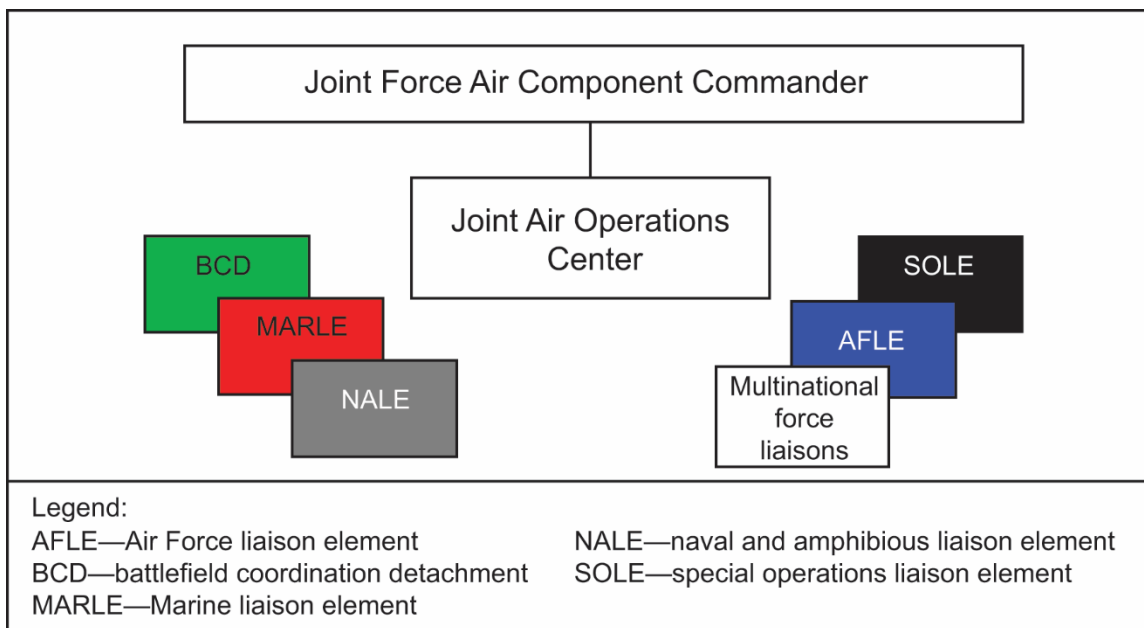 Joint Force Air Component Commander
Joint Air Operations
Center
BCD
MARLE
NALE
SOLE
AFLE
Multinational
force
liaisons
Legend:
AFLE—Air Force liaison element
BCD—battlefield coordination detachment
MARLE—Marine liaison element
NALE—naval and amphibious liaison element
SOLE—special operations liaison element